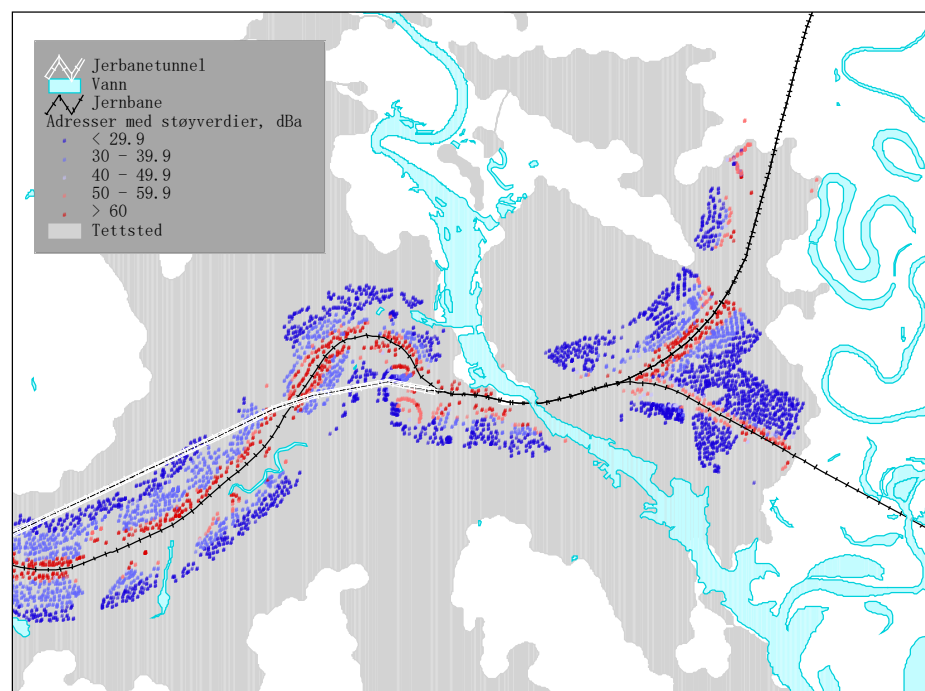 Jerbanetunnel
Vann
Jernbane
Adresser med støyverdier, dBa
< 29.9
30 - 39.9
40 - 49.9
50 - 59.9
> 60
Tettsted